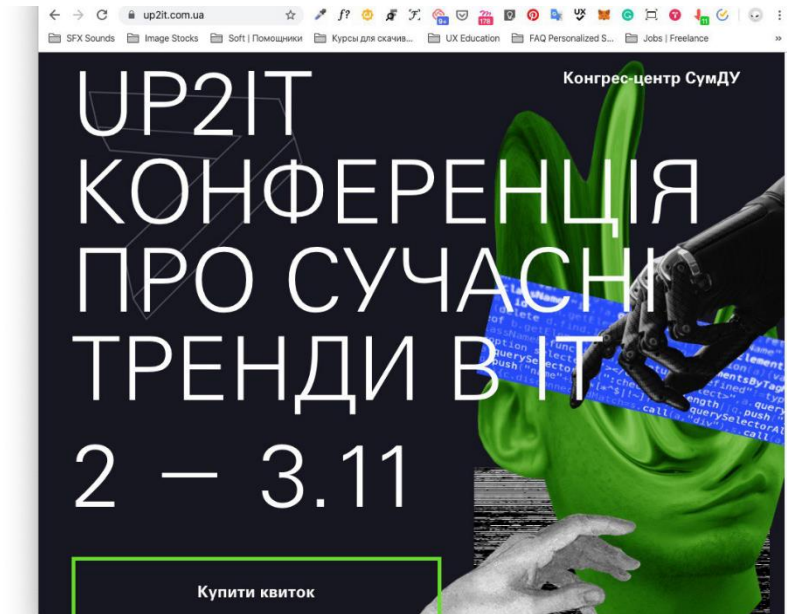 up2it.com.ua
SFX Sounds
Image Stocks
Soft | Помощники
Курсы для скачив...
UX Education
FAQ Personalized S...
Jobs | Freelance
Конгрес-центр СумДУ
UP2IT
КОНФЕРЕНЦІЯ
ПРО СУЧАСНІ
ТРЕНДИ В ІТ
2 — 3.11
Купити квиток